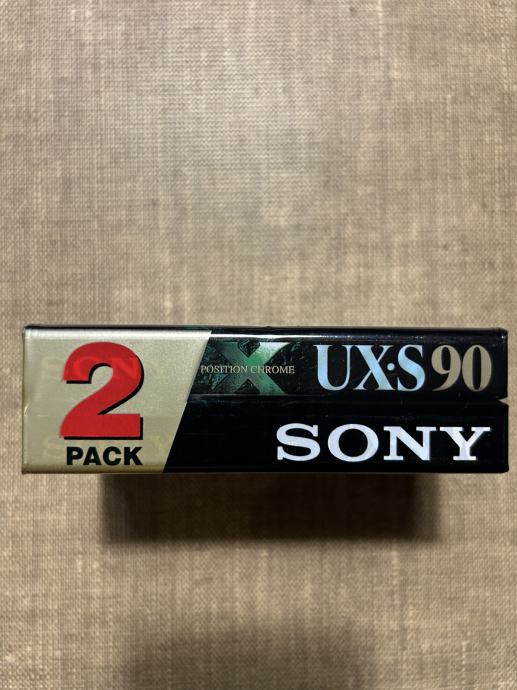 2
PACK
X
POSITION CHROME
UX·S 90
SONY